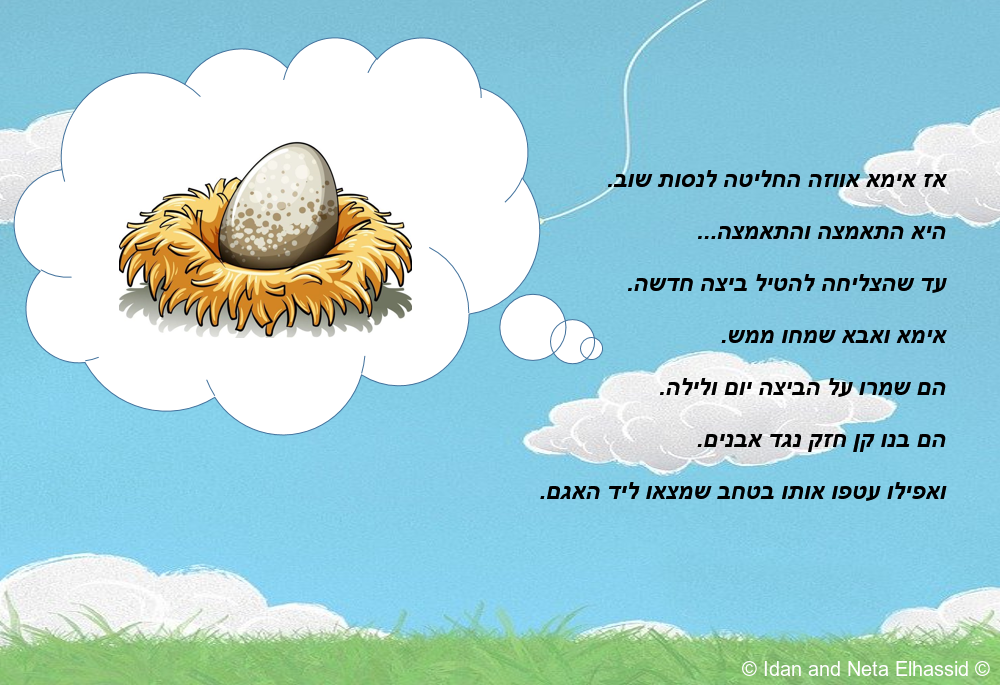 אז אימא אווזה החליטה לנסות שוב.
היא התאמצה והתאמצה...
עד שהצליחה להטיל ביצה חדשה.
אימא ואבא שמחו ממש.
הם שמרו על הביצה יום ולילה.
הם בנו קן חזק נגד אבנים.
ואפילו עטפו אותו בטחב שמצאו ליד האגם.
© Idan and Neta Elhassid ©